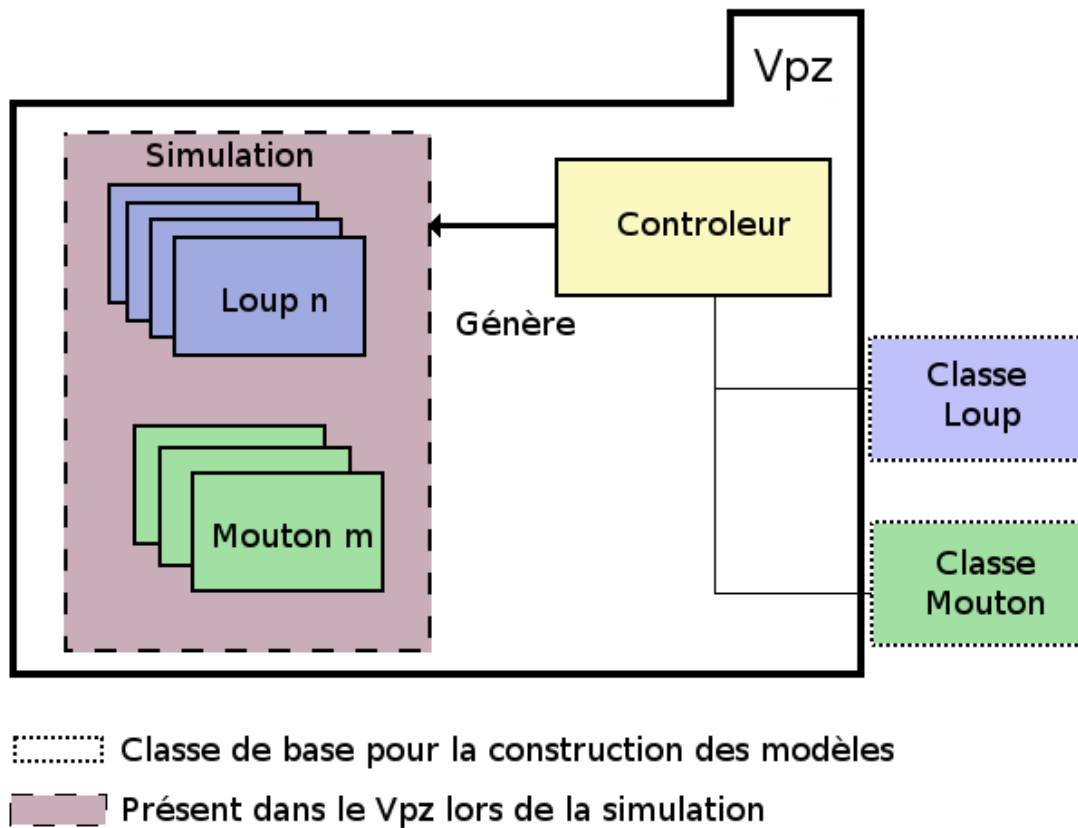 Vpz
Simulation
Controleur
Loup n
Génère
Classe
Loup
Mouton m
Classe
Mouton
Classe de base pour la construction des modèles
Présent dans le Vpz lors de la simulation